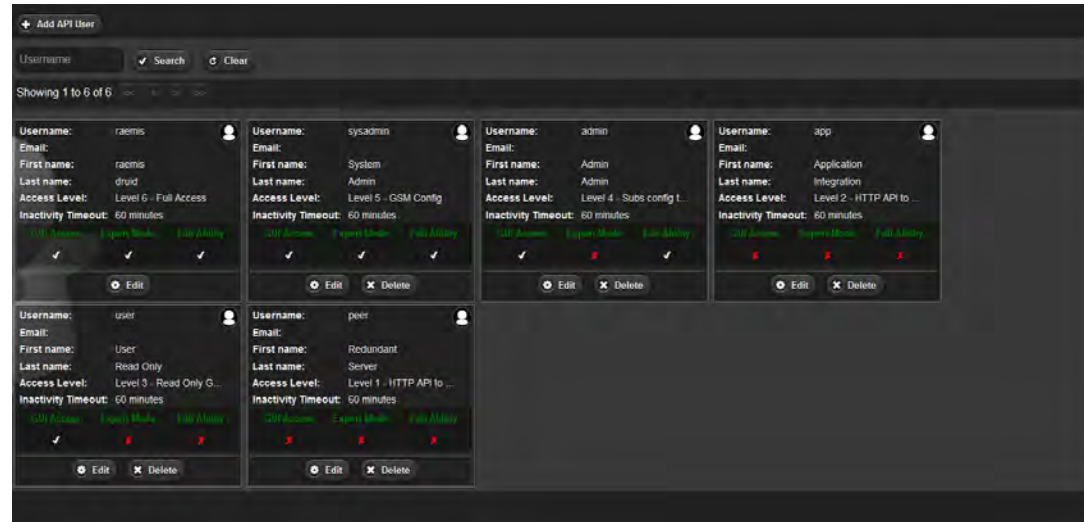 Add API User
Username Search Clear
Showing 1 to 6 of 6 << < > >>
Username: raemis
Email:
First name: raemis
Last name: druid
Access Level: Level 6 - Full Access
Inactivity Timeout: 60 minutes
GUI Access Expert Mode Edit Ability
Edit
Username: sysadmin
Email:
First name: System
Last name: Admin
Access Level: Level 5 - GSM Config
Inactivity Timeout: 60 minutes
GUI Access Expert Mode Edit Ability
Edit Delete
Username: admin
Email:
First name: Admin
Last name: Admin
Access Level: Level 4 - Subs config t...
Inactivity Timeout: 60 minutes
GUI Access Expert Mode Edit Ability
Edit Delete
Username: app
Email:
First name: Application
Last name: Integration
Access Level: Level 2 - HTTP API to ...
Inactivity Timeout: 60 minutes
GUI Access Expert Mode Edit Ability
Edit Delete
Username: user
Email:
First name: User
Last name: Read Only
Access Level: Level 3 - Read Only G...
Inactivity Timeout: 60 minutes
GUI Access Expert Mode Edit Ability
Edit Delete
Username: peer
Email:
First name: Redundant
Last name: Server
Access Level: Level 1 - HTTP API to ...
Inactivity Timeout: 60 minutes
GUI Access Expert Mode Edit Ability
Edit Delete